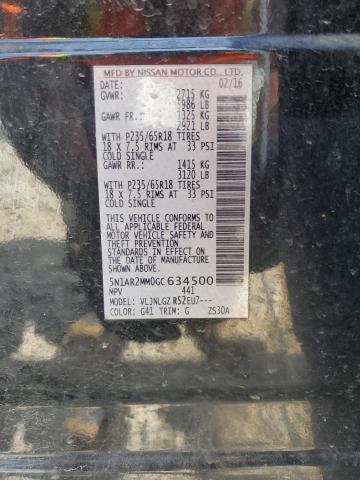 MFD BY NISSAN MOTOR CO., LTD.
DATE: 02/16
GVWR: 2715 KG
5986 LB
GAWR FR.: 1325 KG
2921 LB
WITH P235/65R18 TIRES
18 X 7.5 RIMS AT 33 PSI
COLD SINGLE
GAWR RR.: 1415 KG
3120 LB
WITH P235/65R18 TIRES
18 X 7.5 RIMS AT 33 PSI
COLD SINGLE
THIS VEHICLE CONFORMS TO
ALL APPLICABLE FEDERAL
MOTOR VEHICLE SAFETY AND
THEFT PREVENTION
STANDARDS IN EFFECT ON
THE DATE OF MANUFACTURE
SHOWN ABOVE.
5N1AR2MM0GC634500
MPV 441
MODEL: VLJNLGZ R52EU7---
COLOR: G41 TRIM: G ZS30A